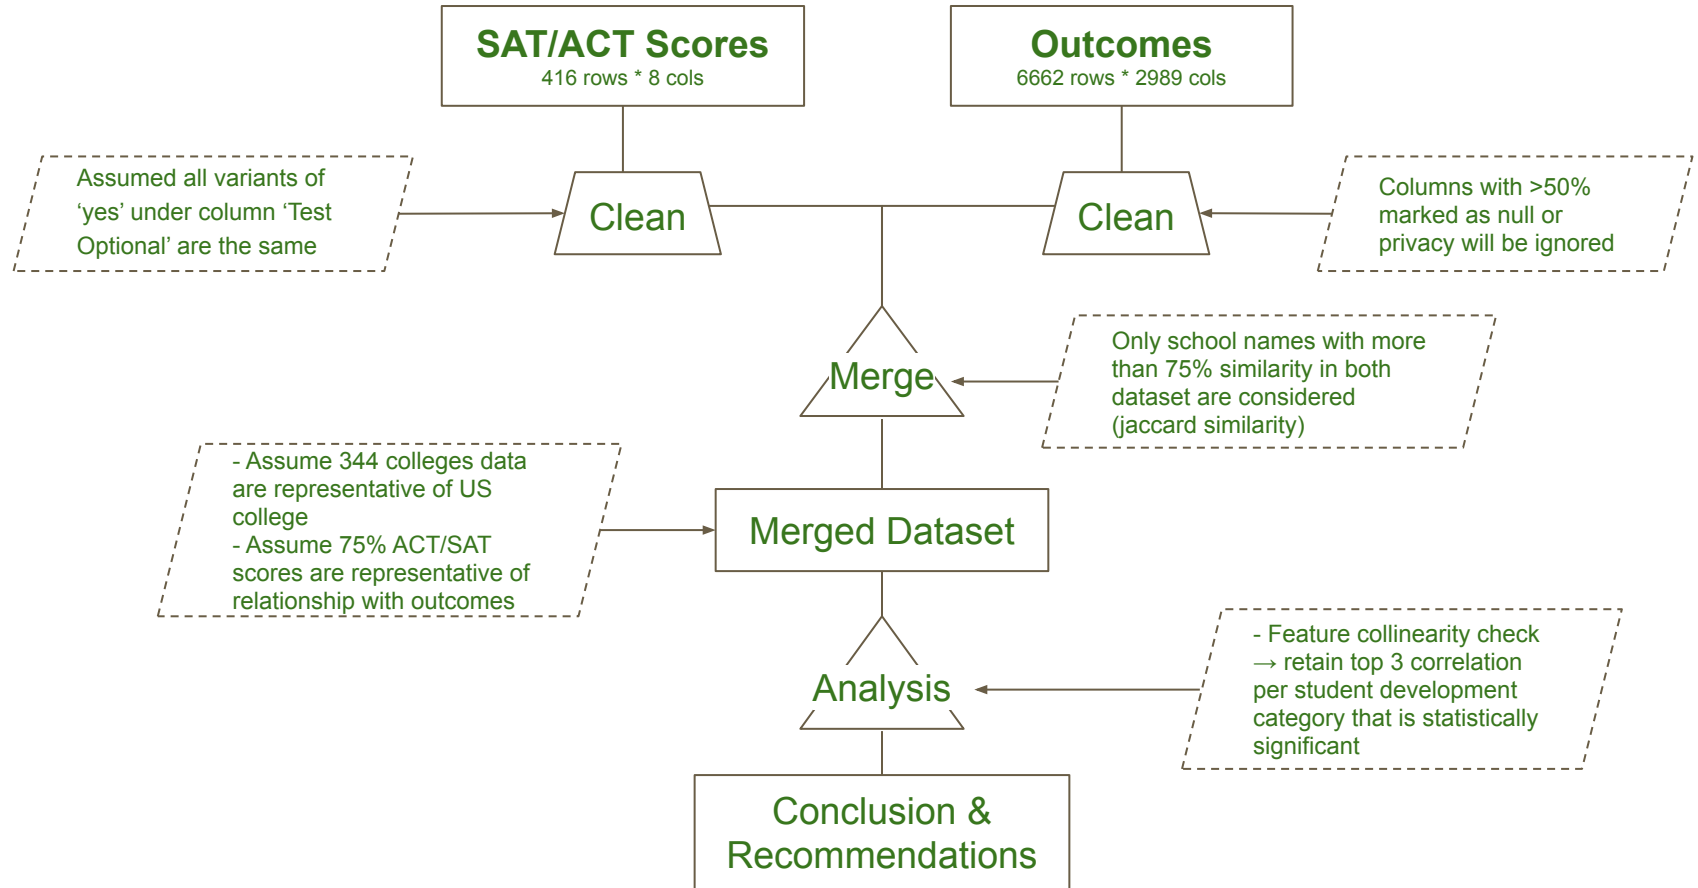 SAT/ACT Scores
416 rows * 8 cols
Outcomes
6662 rows * 2989 cols
Assumed all variants of
‘yes’ under column ‘Test
Optional’ are the same
Clean
Clean
Columns with >50%
marked as null or
privacy will be ignored
Merge
Only school names with more
than 75% similarity in both
dataset are considered
(jaccard similarity)
- Assume 344 colleges data
are representative of US
college
- Assume 75% ACT/SAT
scores are representative of
relationship with outcomes
Merged Dataset
Analysis
- Feature collinearity check
→ retain top 3 correlation
per student development
category that is statistically
significant
Conclusion &
Recommendations